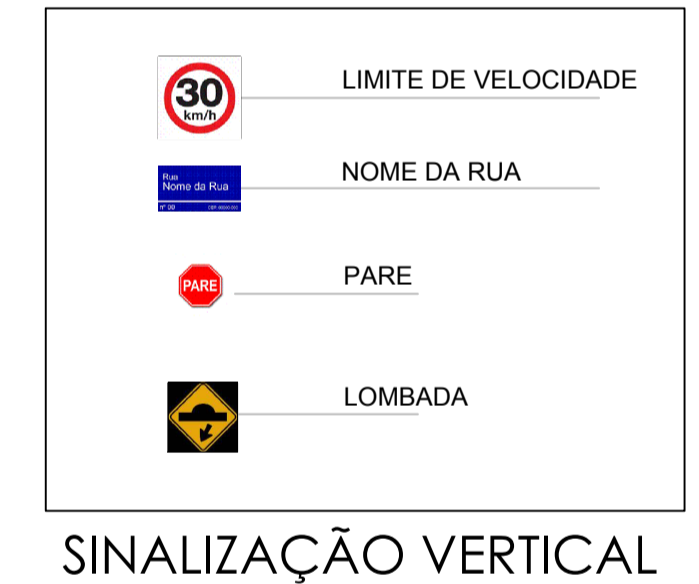 30
km/h
LIMITE DE VELOCIDADE
Rua
Nome da Rua
nº 00
NOME DA RUA
PARE
PARE
LOMBADA
SINALIZAÇÃO VERTICAL